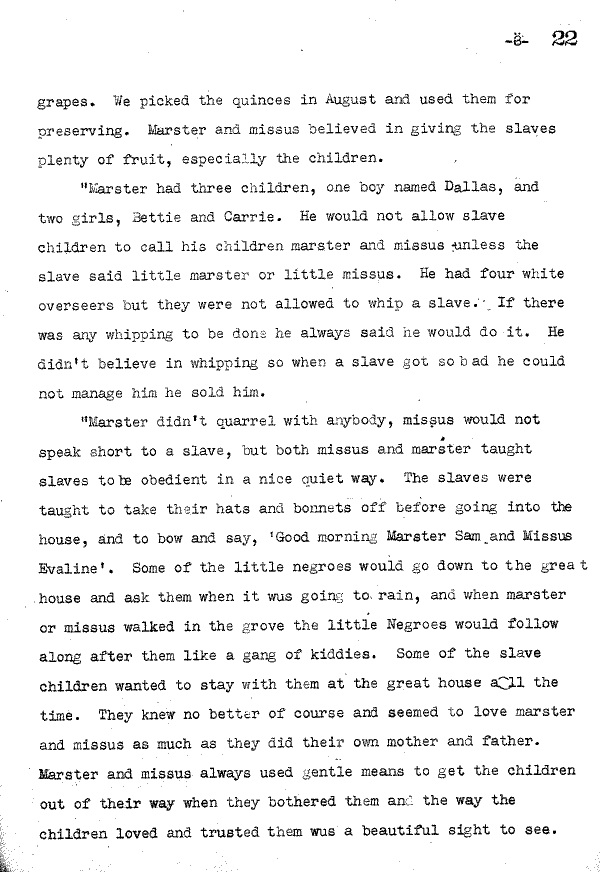 -8- 22
grapes. We picked the quinces in August and used them for
preserving. Marster and missus believed in giving the slaves
plenty of fruit, especially the children.
"Marster had three children, one boy named Dallas, and
two girls, Bettie and Carrie. He would not allow slave
children to call his children marster and missus unless the
slave said little marster or little missus. He had four white
overseers but they were not allowed to whip a slave. If there
was any whipping to be done he always said he would do it. He
didn't believe in whipping so when a slave got so bad he could
not manage him he sold him.
"Marster didn't quarrel with anybody, missus would not
speak short to a slave, but both missus and marster taught
slaves to be obedient in a nice quiet way. The slaves were
taught to take their hats and bonnets off before going into the
house, and to bow and say, 'Good morning Marster Sam and Missus
Evaline'. Some of the little negroes would go down to the great
house and ask them when it wus going to rain, and when marster
or missus walked in the grove the little Negroes would follow
along after them like a gang of kiddies. Some of the slave
children wanted to stay with them at the great house all the
time. They knew no better of course and seemed to love marster
and missus as much as they did their own mother and father.
Marster and missus always used gentle means to get the children
out of their way when they bothered them and the way the
children loved and trusted them wus a beautiful sight to see.